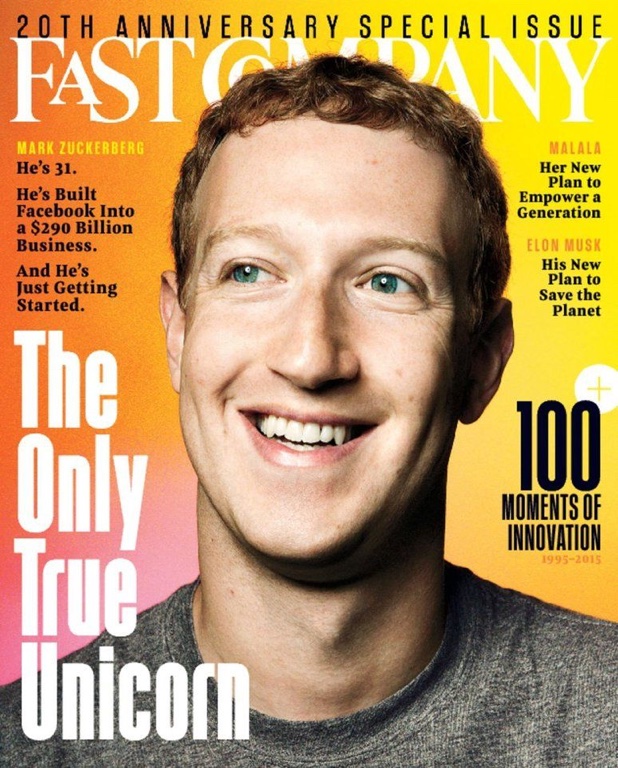 20TH ANNIVERSARY SPECIAL ISSUE
FAST COMPANY
MARK ZUCKERBERG
He's 31.
He's Built
Facebook Into
a $290 Billion
Business.
And He's
Just Getting
Started.
The
Only
True
Unicorn
MALALA
Her New
Plan to
Empower a
Generation
ELON MUSK
His New
Plan to
Save the
Planet
+
100
MOMENTS OF
INNOVATION
1995–2015